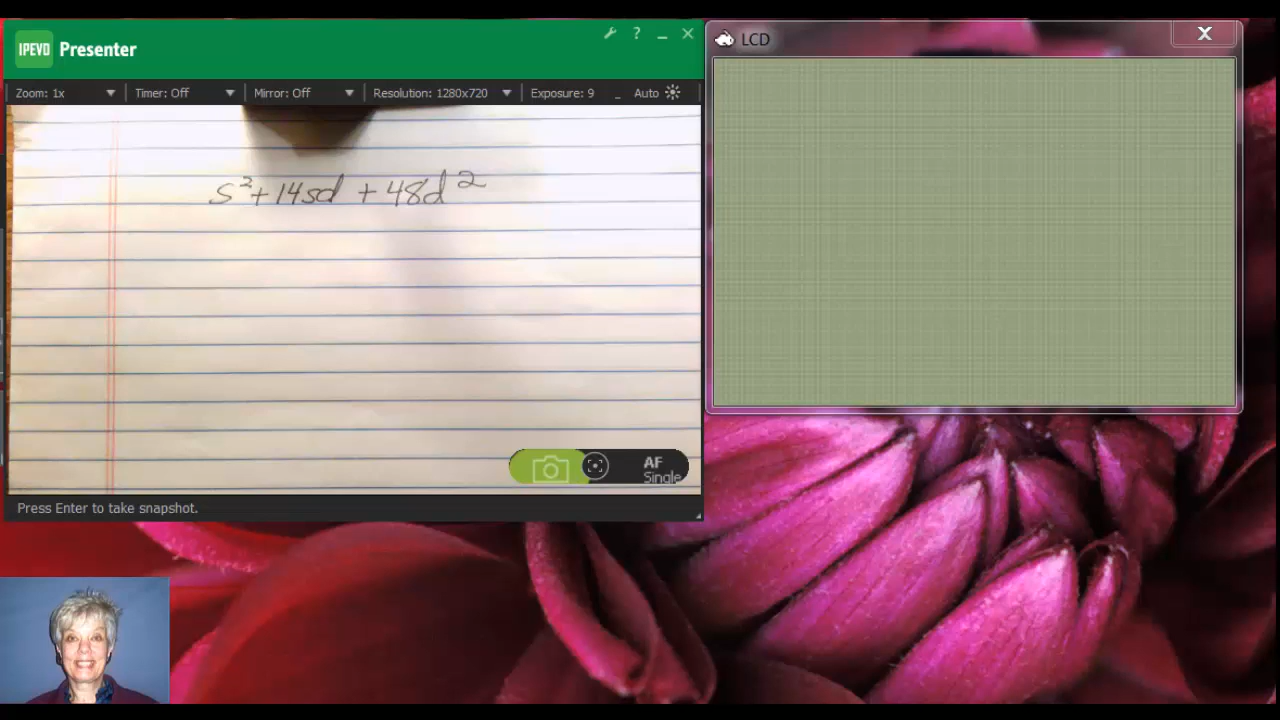 IPEVO Presenter ?
LCD X
Zoom: 1x Timer: Off Mirror: Off Resolution: 1280x720 Exposure: 9 Auto
s²+14sd + 48d²
AF
Single
Press Enter to take snapshot.